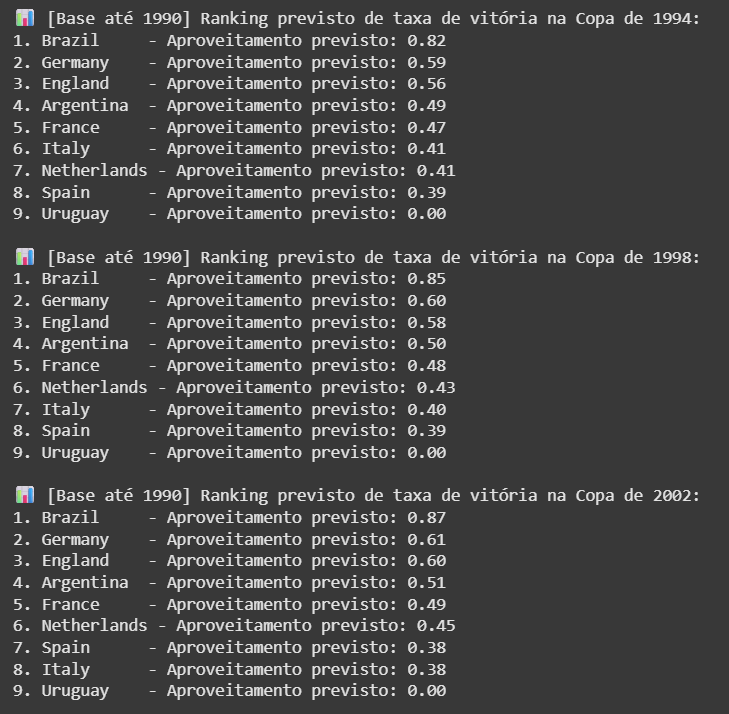 📊 [Base até 1990] Ranking previsto de taxa de vitória na Copa de 1994:
1. Brazil     - Aproveitamento previsto: 0.82
2. Germany    - Aproveitamento previsto: 0.59
3. England    - Aproveitamento previsto: 0.56
4. Argentina  - Aproveitamento previsto: 0.49
5. France     - Aproveitamento previsto: 0.47
6. Italy      - Aproveitamento previsto: 0.41
7. Netherlands - Aproveitamento previsto: 0.41
8. Spain      - Aproveitamento previsto: 0.39
9. Uruguay    - Aproveitamento previsto: 0.00
📊 [Base até 1990] Ranking previsto de taxa de vitória na Copa de 1998:
1. Brazil     - Aproveitamento previsto: 0.85
2. Germany    - Aproveitamento previsto: 0.60
3. England    - Aproveitamento previsto: 0.58
4. Argentina  - Aproveitamento previsto: 0.50
5. France     - Aproveitamento previsto: 0.48
6. Netherlands - Aproveitamento previsto: 0.43
7. Italy      - Aproveitamento previsto: 0.40
8. Spain      - Aproveitamento previsto: 0.39
9. Uruguay    - Aproveitamento previsto: 0.00
📊 [Base até 1990] Ranking previsto de taxa de vitória na Copa de 2002:
1. Brazil     - Aproveitamento previsto: 0.87
2. Germany    - Aproveitamento previsto: 0.61
3. England    - Aproveitamento previsto: 0.60
4. Argentina  - Aproveitamento previsto: 0.51
5. France     - Aproveitamento previsto: 0.49
6. Netherlands - Aproveitamento previsto: 0.45
7. Spain      - Aproveitamento previsto: 0.38
8. Italy      - Aproveitamento previsto: 0.38
9. Uruguay    - Aproveitamento previsto: 0.00